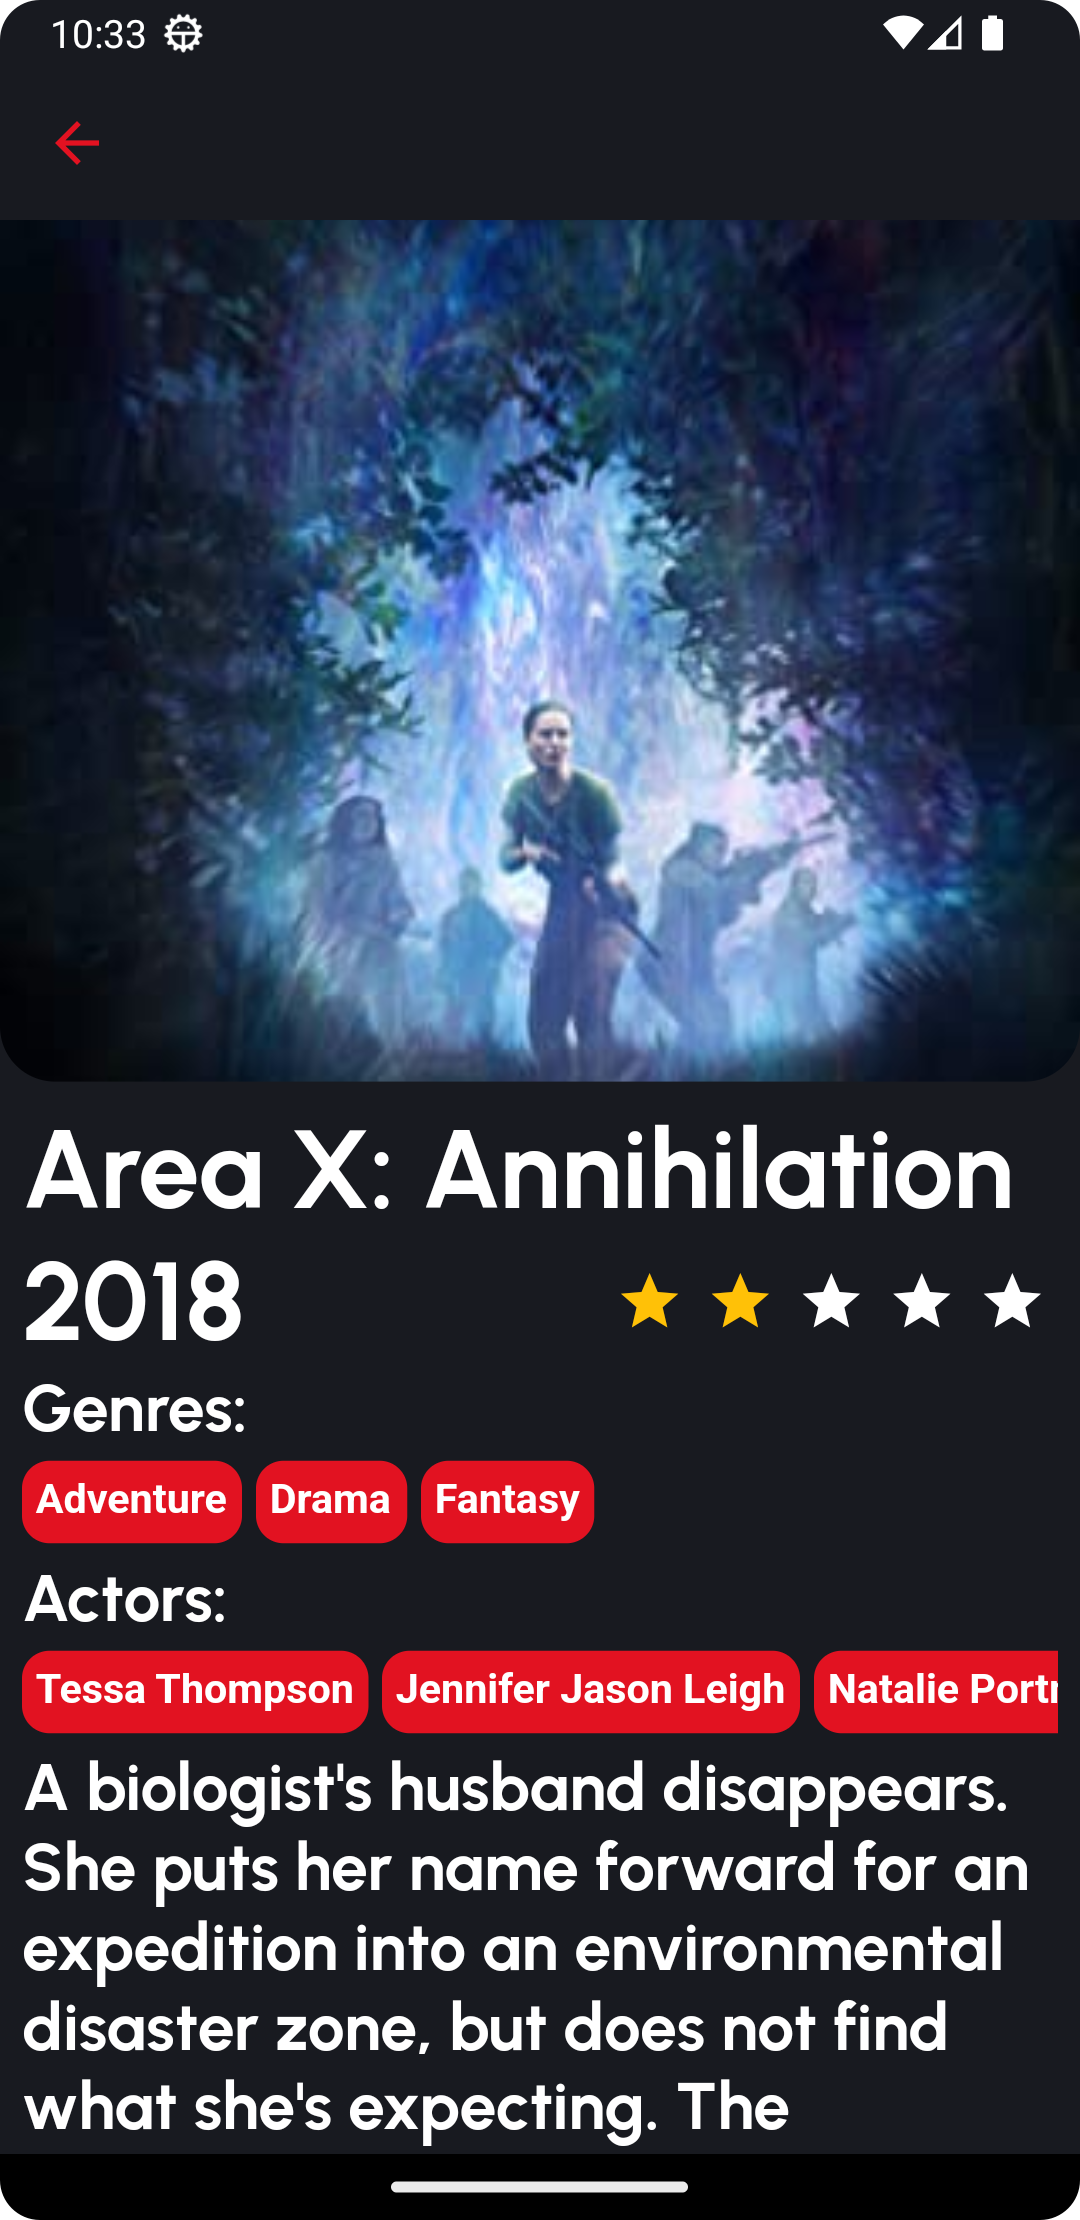 10:33
Area X: Annihilation
2018
Genres:
Adventure Drama Fantasy
Actors:
Tessa Thompson Jennifer Jason Leigh Natalie
A biologist's husband disappears.
She puts her name forward for an
expedition into an environmental
disaster zone, but does not find
what she's expecting. The